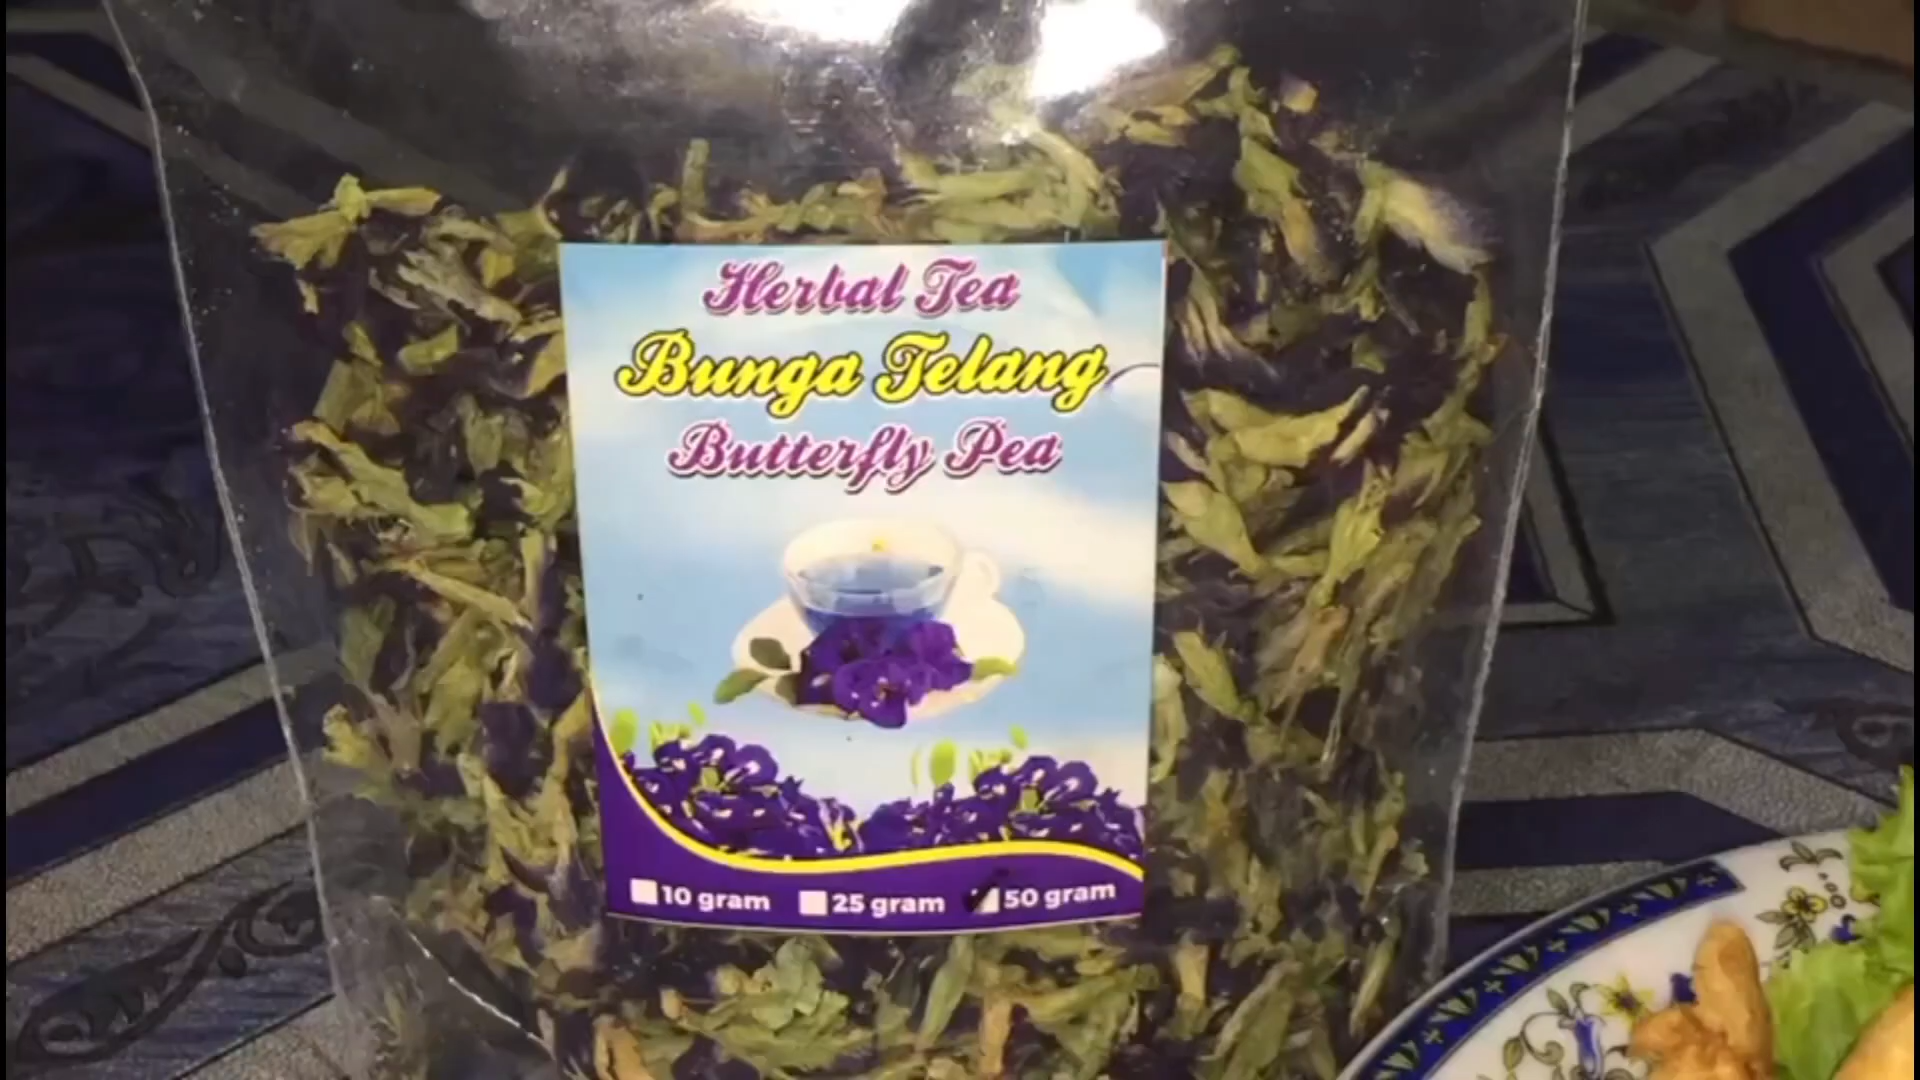 Herbal Tea
Bunga Telang
Butterfly Pea
10 gram 25 gram 50 gram